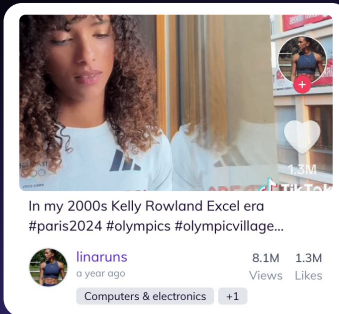 1.3M
TikTok
In my 2000s Kelly Rowland Excel era
#paris2024 #olympics #olympicvillage...
linaruns
a year ago
8.1M 1.3M
Views Likes
Computers & electronics +1